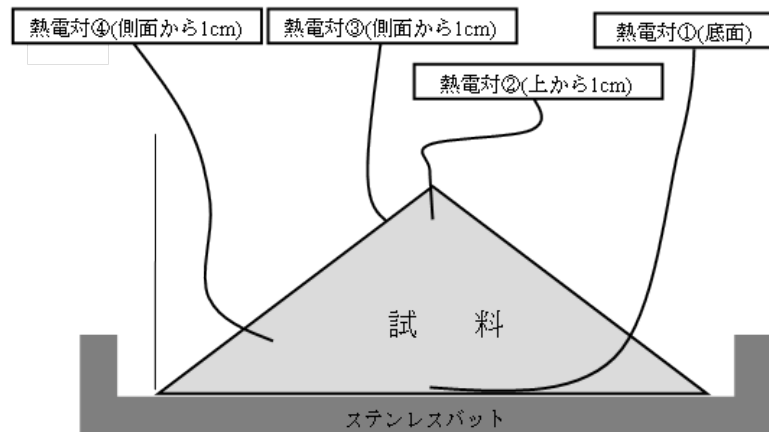 熱電対④(側面から1cm)
熱電対③(側面から1cm)
熱電対①(底面)
熱電対②(上から1cm)
試　料
ステンレスバット